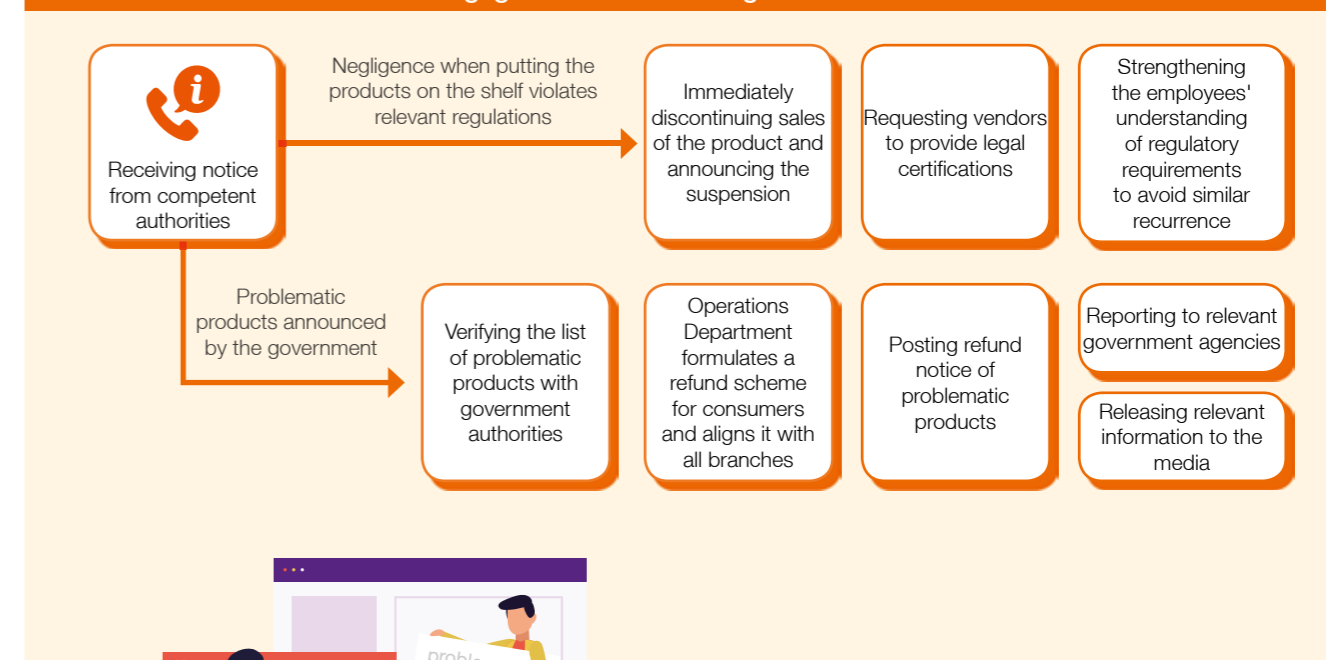 Receiving notice
from competent
authorities
Negligence when putting the
products on the shelf violates
relevant regulations
Immediately
discontinuing sales
of the product and
announcing the
suspension
Requesting vendors
to provide legal
certifications
Strengthening
the employees'
understanding
of regulatory
requirements
to avoid similar
recurrence
Problematic
products announced
by the government
Verifying the list
of problematic
products with
government
authorities
Operations
Department
formulates a
refund scheme
for consumers
and aligns it with
all branches
Posting refund
notice of
problematic
products
Reporting to relevant
government agencies
Releasing relevant
information to the
media